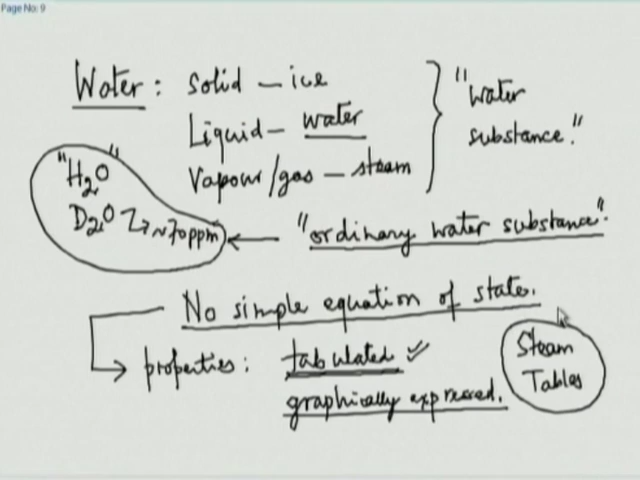 Page No: 9
Water: Solid – ice
Liquid – water
Vapour/gas – steam
"water
substance."
"H2O"
D2O → ~70ppm
"ordinary water substance".
No simple equation of state.
properties: tabulated ✓
graphically expressed.
Steam
Tables